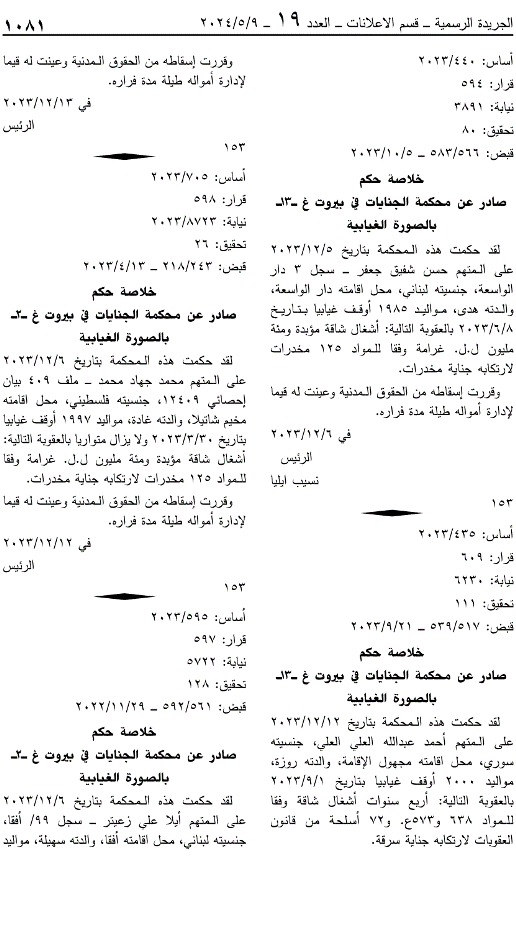 الجريدة الرسمية ــ قسم الاعلانات ــ العدد ١٩ ــ ٢٠٢٤/٥/٩
١٠٨١
أساس: ٢٠٢٣/٤٤٠
قرار: ٥٩٤
نيابة: ٣٨٩١
تحقيق: ٨٠
قبض: ٥٨٣/٥٦٦ ــ ٢٠٢٣/١٠/٥
خلاصة حكم
صادر عن محكمة الجنايات في بيروت غ ـ١٣ـ
بالصورة الغيابية
لقد حكمت هذه المحكمة بتاريخ ٢٠٢٣/١٢/٥
على المتهم حسن شفيق جعفر ــ سجل ٣ دار
الواسعة، جنسيته لبناني، محل اقامته دار الواسعة،
والدته هدى، مواليد ١٩٨٥ أوقف غيابيا بتاريخ
٢٠٢٣/٦/٨ بالعقوبة التالية: أشغال شاقة مؤبدة ومئة
مليون ل.ل. غرامة وفقا للمواد ١٢٥ مخدرات
لارتكابه جناية مخدرات.
وقررت إسقاطه من الحقوق المدنية وعينت له قيما
لإدارة أمواله طيلة مدة فراره.
في ٢٠٢٣/١٢/٦
الرئيس
نسيب ايليا
١٥٣
أساس: ٢٠٢٣/٤٣٥
قرار: ٦٠٩
نيابة: ٦٢٣٠
تحقيق: ١١١
قبض: ٥٣٩/٥١٧ ــ ٢٠٢٣/٩/٢١
خلاصة حكم
صادر عن محكمة الجنايات في بيروت غ ـ١٣ـ
بالصورة الغيابية
لقد حكمت هذه المحكمة بتاريخ ٢٠٢٣/١٢/١٢
على المتهم أحمد عبدالله العلي العلي، جنسيته
سوري، محل اقامته مجهول الإقامة، والدته روزة،
مواليد ٢٠٠٠ أوقف غيابيا بتاريخ ٢٠٢٣/٩/١
بالعقوبة التالية: أربع سنوات أشغال شاقة وفقا
للمواد ٦٣٨ و٥٧٣ع. و٧٢ أسلحة من قانون
العقوبات لارتكابه جناية سرقة.
وقررت إسقاطه من الحقوق المدنية وعينت له قيما
لإدارة أمواله طيلة مدة فراره.
في ٢٠٢٣/١٢/١٣
الرئيس
١٥٣
أساس: ٢٠٢٣/٧٠٥
قرار: ٥٩٨
نيابة: ٢٠٢٣/٨٧٢٣
تحقيق: ٢٦
قبض: ٢١٨/٢٤٣ ــ ٢٠٢٣/٤/١٣
خلاصة حكم
صادر عن محكمة الجنايات في بيروت غ ـ٢ـ
بالصورة الغيابية
لقد حكمت هذه المحكمة بتاريخ ٢٠٢٣/١٢/٦
على المتهم محمد جهاد محمد ــ ملف ٤٠٩ بيان
إحصائي ١٢٤٠٩، جنسيته فلسطيني، محل اقامته
مخيم شاتيلا، والدته غادة، مواليد ١٩٩٧ أوقف غيابيا
بتاريخ ٢٠٢٣/٣/٣٠ ولا يزال متواريا بالعقوبة التالية:
أشغال شاقة مؤبدة ومئة مليون ل.ل. غرامة وفقا
للمواد ١٢٥ مخدرات لارتكابه جناية مخدرات.
وقررت إسقاطه من الحقوق المدنية وعينت له قيما
لإدارة أمواله طيلة مدة فراره.
في ٢٠٢٣/١٢/١٢
الرئيس
١٥٣
أساس: ٢٠٢٣/٥٩٥
قرار: ٥٩٧
نيابة: ٥٧٢٢
تحقيق: ١٢٨
قبض: ٥٩٢/٥٦١ ــ ٢٠٢٢/١١/٢٩
خلاصة حكم
صادر عن محكمة الجنايات في بيروت غ ـ٢ـ
بالصورة الغيابية
لقد حكمت هذه المحكمة بتاريخ ٢٠٢٣/١٢/٦
على المتهم أيلا علي زعيتر ــ سجل ٩٩/ أفقا،
جنسيته لبناني، محل اقامته أفقا، والدته سهيلة، مواليد